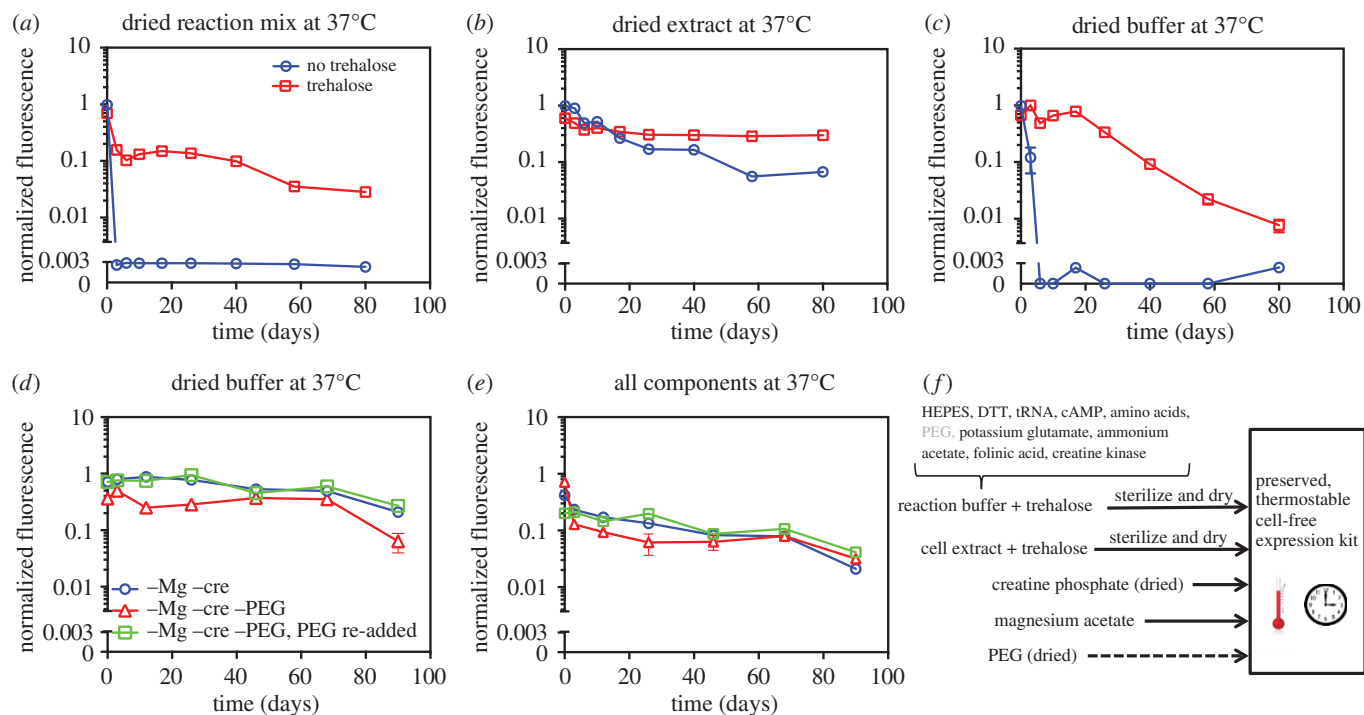 (a) dried reaction mix at 37°C
10
1
0.1
0.01
0.003
0
normalized fluorescence
no trehalose
trehalose
0 20 40 60 80 100
time (days)
(b) dried extract at 37°C
10
1
0.1
0.01
0.003
0
normalized fluorescence
0 20 40 60 80 100
time (days)
(c) dried buffer at 37°C
10
1
0.1
0.01
0.003
0
normalized fluorescence
0 20 40 60 80 100
time (days)
(d) dried buffer at 37°C
10
1
0.1
0.01
0.003
0
normalized fluorescence
–Mg –cre
–Mg –cre –PEG
–Mg –cre –PEG, PEG re-added
0 20 40 60 80 100
time (days)
(e) all components at 37°C
10
1
0.1
0.01
0.003
0
normalized fluorescence
0 20 40 60 80 100
time (days)
(f)
HEPES, DTT, tRNA, cAMP, amino acids,
PEG, potassium glutamate, ammonium
acetate, folinic acid, creatine kinase
reaction buffer + trehalose
sterilize and dry
cell extract + trehalose
sterilize and dry
creatine phosphate (dried)
magnesium acetate
PEG (dried)
preserved,
thermostable
cell-free
expression kit